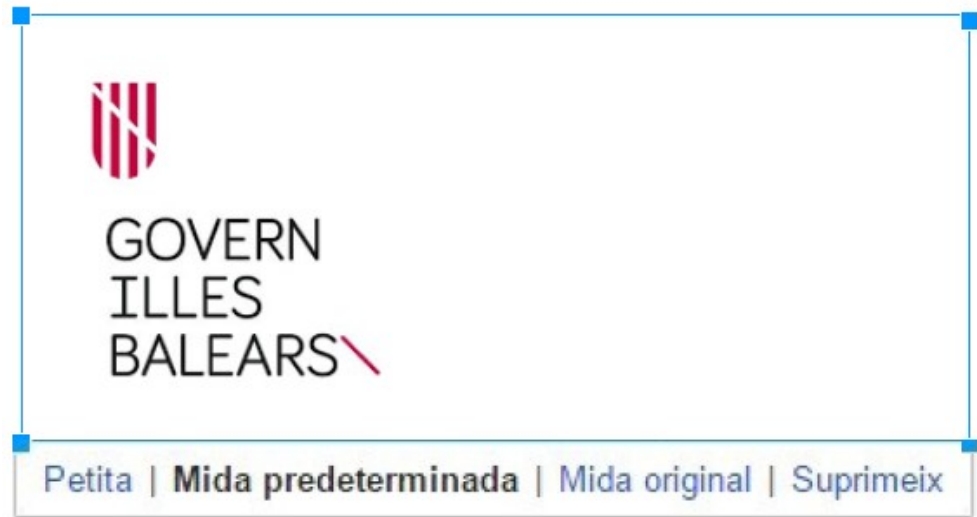 GOVERN
ILLES
BALEARS
Petita | Mida predeterminada | Mida original | Suprimeix